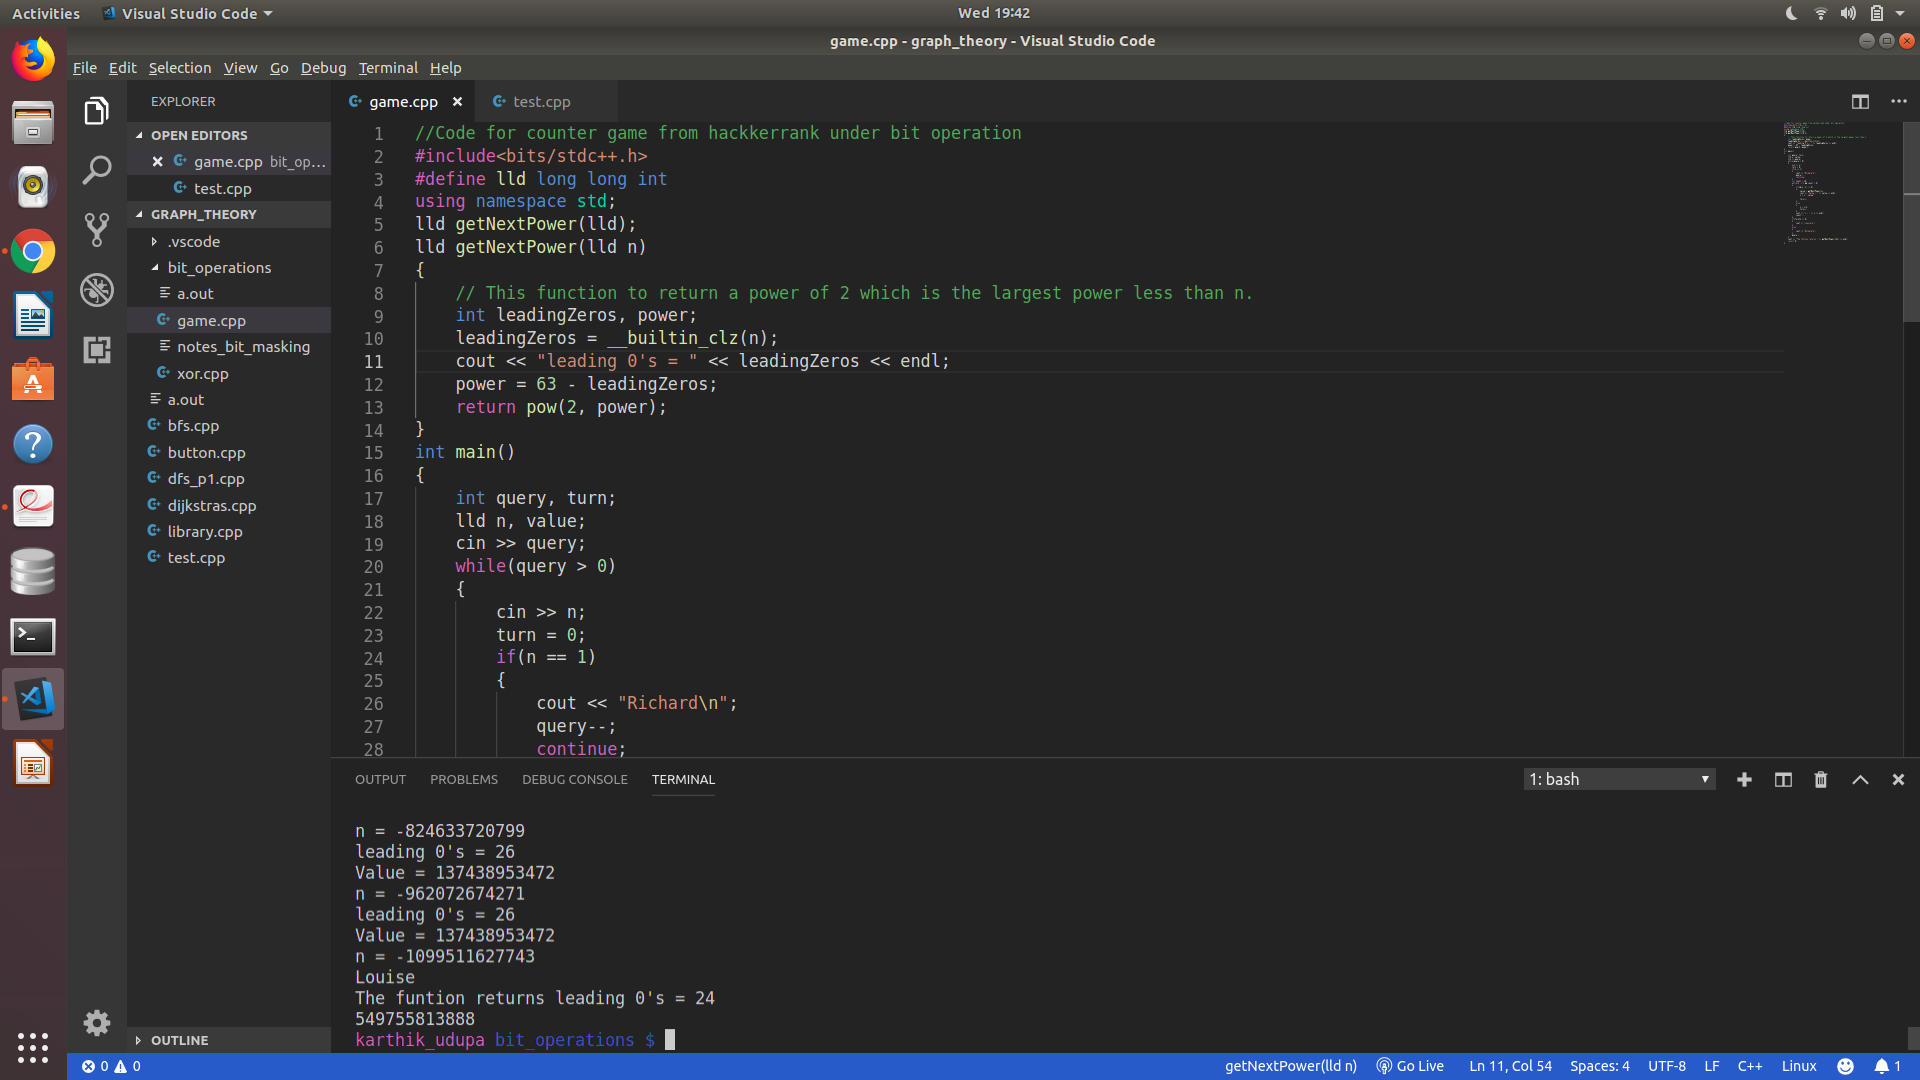 Activities
Visual Studio Code
Wed 19:42
game.cpp - graph_theory - Visual Studio Code
File Edit Selection View Go Debug Terminal Help
EXPLORER
OPEN EDITORS
game.cpp bit_op...
test.cpp
GRAPH_THEORY
.vscode
bit_operations
a.out
game.cpp
notes_bit_masking
xor.cpp
a.out
bfs.cpp
button.cpp
dfs_p1.cpp
dijkstras.cpp
library.cpp
test.cpp
OUTLINE
game.cpp
test.cpp
1 //Code for counter game from hackkerrank under bit operation
2 #include<bits/stdc++.h>
3 #define lld long long int
4 using namespace std;
5 lld getNextPower(lld);
6 lld getNextPower(lld n)
7 {
8 // This function to return a power of 2 which is the largest power less than n.
9 int leadingZeros, power;
10 leadingZeros = __builtin_clz(n);
11 cout << "leading 0's = " << leadingZeros << endl;
12 power = 63 - leadingZeros;
13 return pow(2, power);
14 }
15 int main()
16 {
17 int query, turn;
18 lld n, value;
19 cin >> query;
20 while(query > 0)
21 {
22 cin >> n;
23 turn = 0;
24 if(n == 1)
25 {
26 cout << "Richard\n";
27 query--;
28 continue;
OUTPUT PROBLEMS DEBUG CONSOLE TERMINAL
1: bash
n = -824633720799
leading 0's = 26
Value = 137438953472
n = -962072674271
leading 0's = 26
Value = 137438953472
n = -1099511627743
Louise
The funtion returns leading 0's = 24
549755813888
karthik_udupa bit_operations $
0 0
getNextPower(lld n) Go Live Ln 11, Col 54 Spaces: 4 UTF-8 LF C++ Linux 1